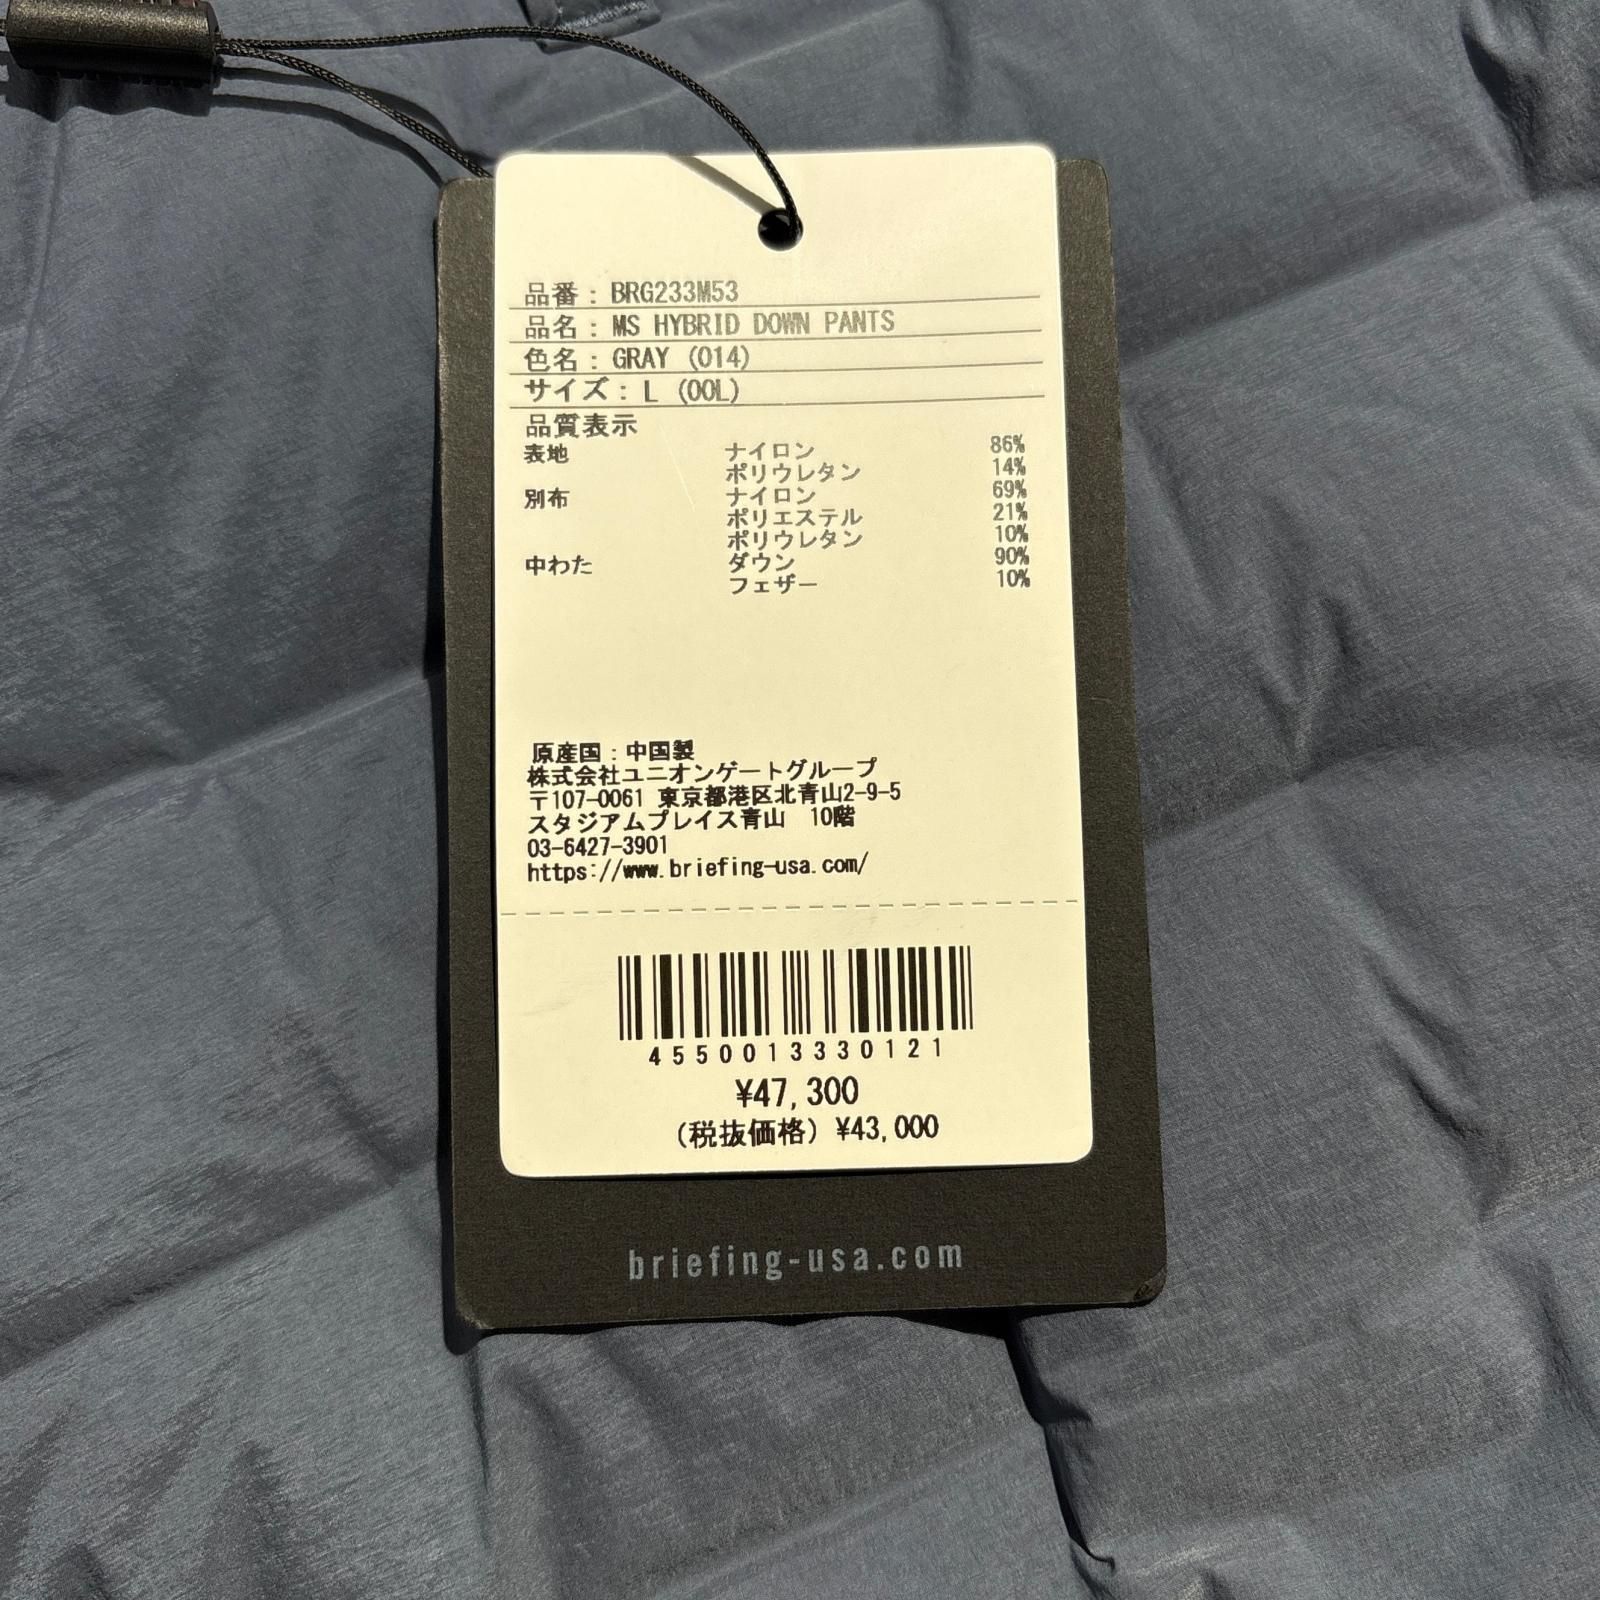 品番：BRG233M53
品名：MS HYBRID DOWN PANTS
色名：GRAY (014)
サイズ：L (00L)
品質表示
表地 ナイロン 86%
ポリウレタン 14%
別布 ナイロン 69%
ポリエステル 21%
ポリウレタン 10%
中わた ダウン 90%
フェザー 10%
原産国：中国製
株式会社ユニオンゲートグループ
〒107-0061 東京都港区北青山2-9-5
スタジアムプレイス青山 10階
03-6427-3901
https://www.briefing-usa.com/
4550013330121
¥47,300
(税抜価格) ¥43,000
briefing-usa.com